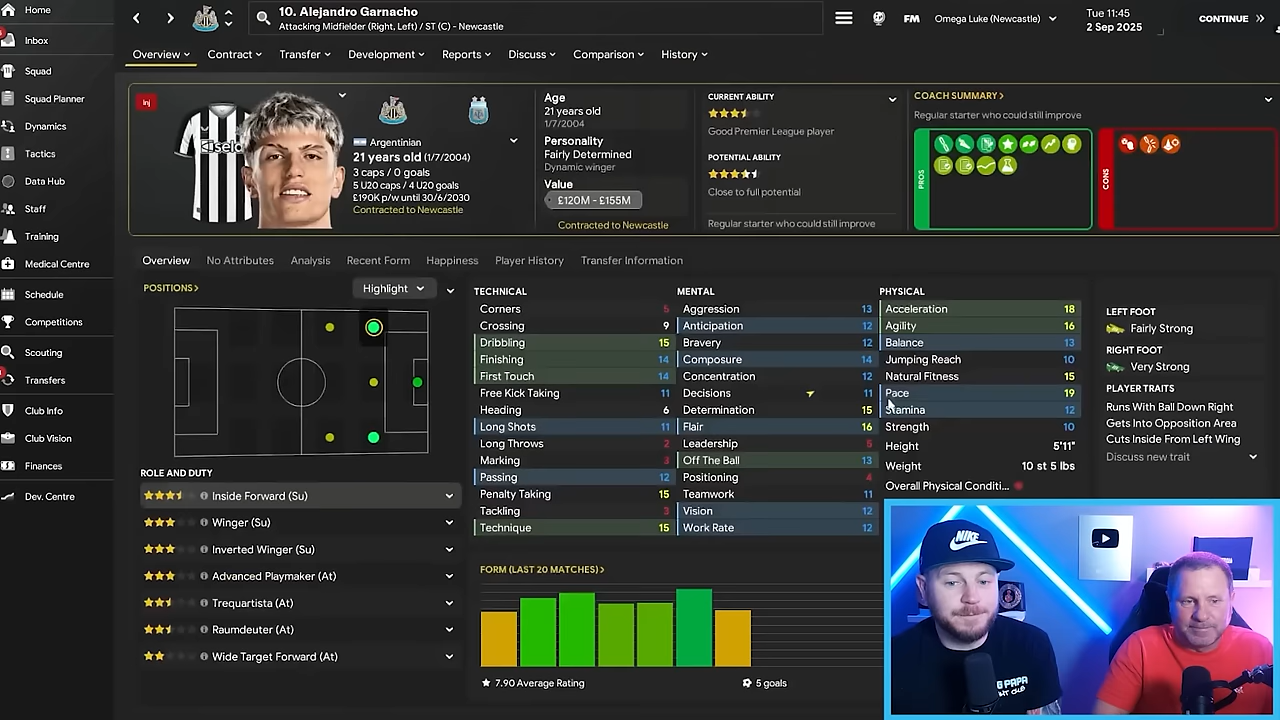 Home
Inbox
Squad
Squad Planner
Dynamics
Tactics
Data Hub
Staff
Training
Medical Centre
Schedule
Competitions
Scouting
Transfers
Club Info
Club Vision
Finances
Dev. Centre
10. Alejandro Garnacho
Attacking Midfielder (Right, Left) / ST (C) - Newcastle
FM
Omega Luke (Newcastle)
Tue 11:45
2 Sep 2025
CONTINUE
Overview
Contract
Transfer
Development
Reports
Discuss
Comparison
History
Inj
Argentinian
21 years old (1/7/2004)
3 caps / 0 goals
5 U20 caps / 4 U20 goals
£190K p/w until 30/6/2030
Contracted to Newcastle
Age
21 years old
1/7/2004
Personality
Fairly Determined
Dynamic winger
Value
£120M - £155M
Contracted to Newcastle
CURRENT ABILITY
Good Premier League player
POTENTIAL ABILITY
Close to full potential
Regular starter who could still improve
COACH SUMMARY >
Regular starter who could still improve
PROS
CONS
Overview
No Attributes
Analysis
Recent Form
Happiness
Player History
Transfer Information
POSITIONS >
Highlight
ROLE AND DUTY
Inside Forward (Su)
Winger (Su)
Inverted Winger (Su)
Advanced Playmaker (At)
Trequartista (At)
Raumdeuter (At)
Wide Target Forward (At)
TECHNICAL
Corners 5
Crossing 9
Dribbling 15
Finishing 14
First Touch 14
Free Kick Taking 11
Heading 6
Long Shots 11
Long Throws 2
Marking 3
Passing 12
Penalty Taking 15
Tackling 3
Technique 15
MENTAL
Aggression 13
Anticipation 12
Bravery 12
Composure 14
Concentration 12
Decisions 11
Determination 15
Flair 16
Leadership 5
Off The Ball 13
Positioning 4
Teamwork 11
Vision 12
Work Rate 12
PHYSICAL
Acceleration 18
Agility 16
Balance 13
Jumping Reach 10
Natural Fitness 15
Pace 19
Stamina 12
Strength 10
Height 5'11"
Weight 10 st 5 lbs
Overall Physical Conditi...
LEFT FOOT
Fairly Strong
RIGHT FOOT
Very Strong
PLAYER TRAITS
Runs With Ball Down Right
Gets Into Opposition Area
Cuts Inside From Left Wing
Discuss new trait
FORM (LAST 20 MATCHES) >
7.90 Average Rating
5 goals
NIKE